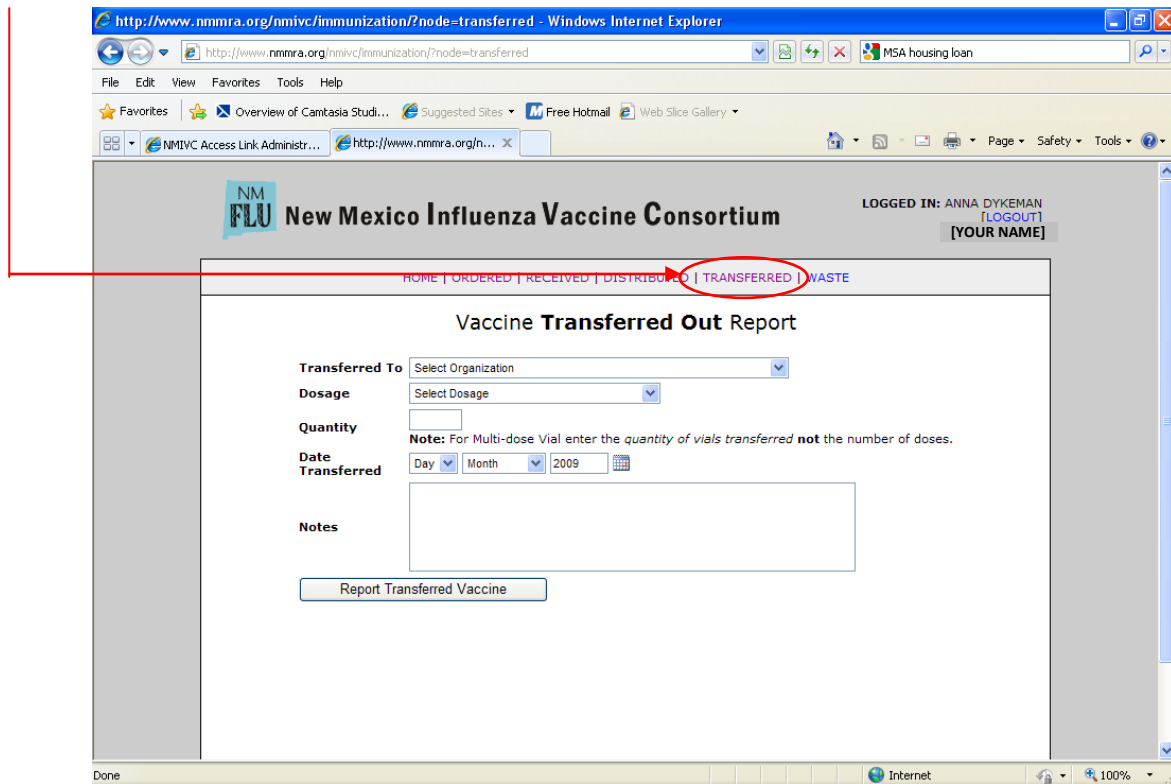 http://www.nmmra.org/nmivc/immunization/?node=transferred - Windows Internet Explorer
http://www.nmmra.org/nmivc/immunization/?node=transferred
MSA housing loan
File Edit View Favorites Tools Help
Favorites Overview of Camtasia Studi... Suggested Sites Free Hotmail Web Slice Gallery
NMIVC Access Link Administr... http://www.nmmra.org/n... X Page Safety Tools
NM
FLU New Mexico Influenza Vaccine Consortium
LOGGED IN: ANNA DYKEMAN
[LOGOUT]
[YOUR NAME]
HOME | ORDERED | RECEIVED | DISTRIBUTED | TRANSFERRED | WASTE
Vaccine Transferred Out Report
Transferred To Select Organization
Dosage Select Dosage
Quantity
Note: For Multi-dose Vial enter the quantity of vials transferred not the number of doses.
Date
Transferred Day Month 2009
Notes
Report Transferred Vaccine
Done Internet 100%